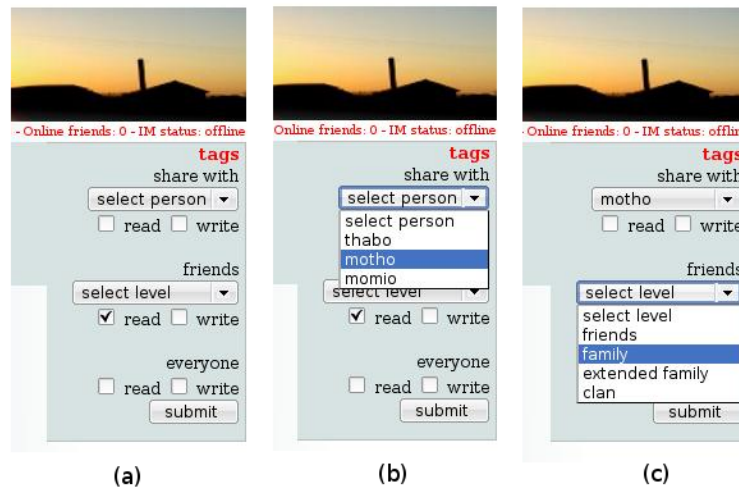 - Online friends: 0 - IM status: offline
tags
share with
select person
read write
friends
select level
read write
everyone
read write
submit
(a)
Online friends: 0 - IM status: offline
tags
share with
select person
select person
thabo
motho
momio
select level
read write
everyone
read write
submit
(b)
- Online friends: 0 - IM status: offlin
tags
share with
motho
read write
friends
select level
select level
friends
family
extended family
clan
submit
(c)